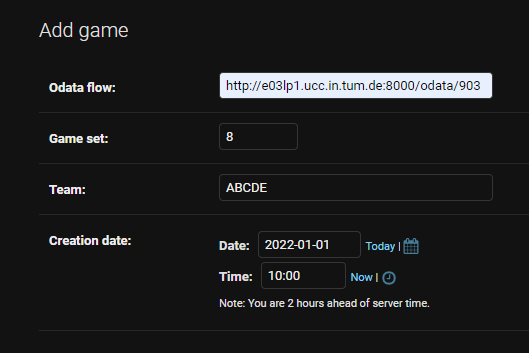 Add game
Odata flow: http://e03lp1.ucc.in.tum.de:8000/odata/903
Game set: 8
Team: ABCDE
Creation date: Date: 2022-01-01 Today |
Time: 10:00 Now |
Note: You are 2 hours ahead of server time.